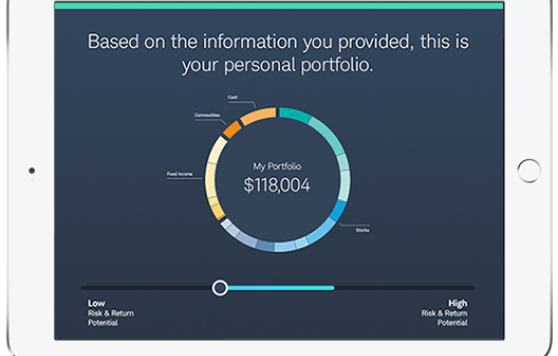 Based on the information you provided, this is
your personal portfolio.
Cash
Commodities
Fixed Income
My Portfolio
$118,004
Stocks
Low
Risk & Return
Potential
High
Risk & Return
Potential